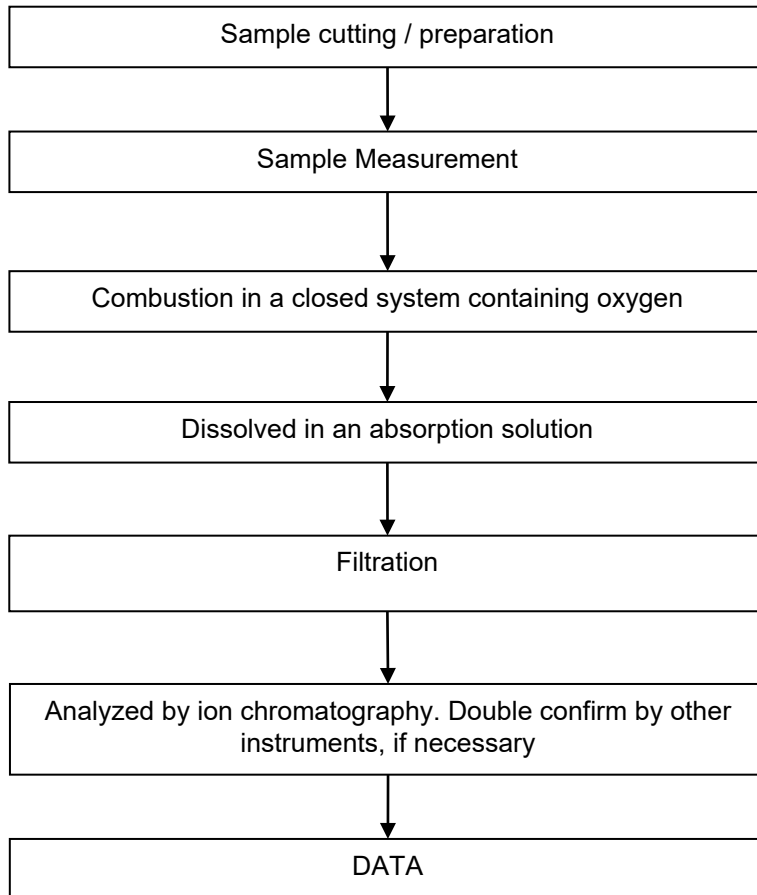 Sample cutting / preparation
Sample Measurement
Combustion in a closed system containing oxygen
Dissolved in an absorption solution
Filtration
Analyzed by ion chromatography. Double confirm by other
instruments, if necessary
DATA